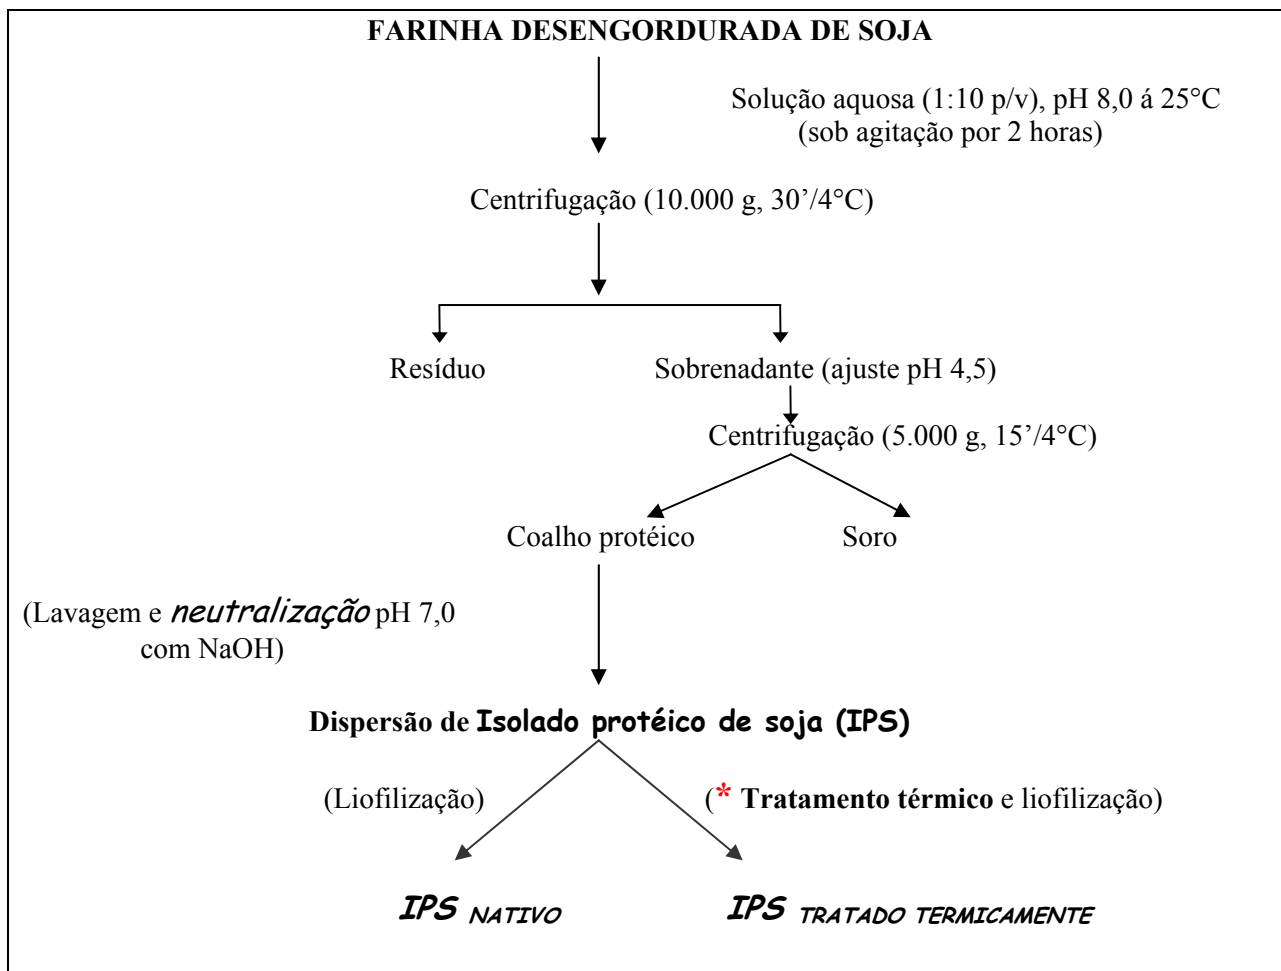 FARINHA DESENGORDURADA DE SOJA
Solução aquosa (1:10 p/v), pH 8,0 á 25°C
(sob agitação por 2 horas)
Centrifugação (10.000 g, 30’/4°C)
Resíduo
Sobrenadante (ajuste pH 4,5)
Centrifugação (5.000 g, 15’/4°C)
Coalho protéico
Soro
(Lavagem e neutralização pH 7,0
com NaOH)
Dispersão de Isolado protéico de soja (IPS)
(Liofilização)
(* Tratamento térmico e liofilização)
IPS NATIVO
IPS TRATADO TERMICAMENTE